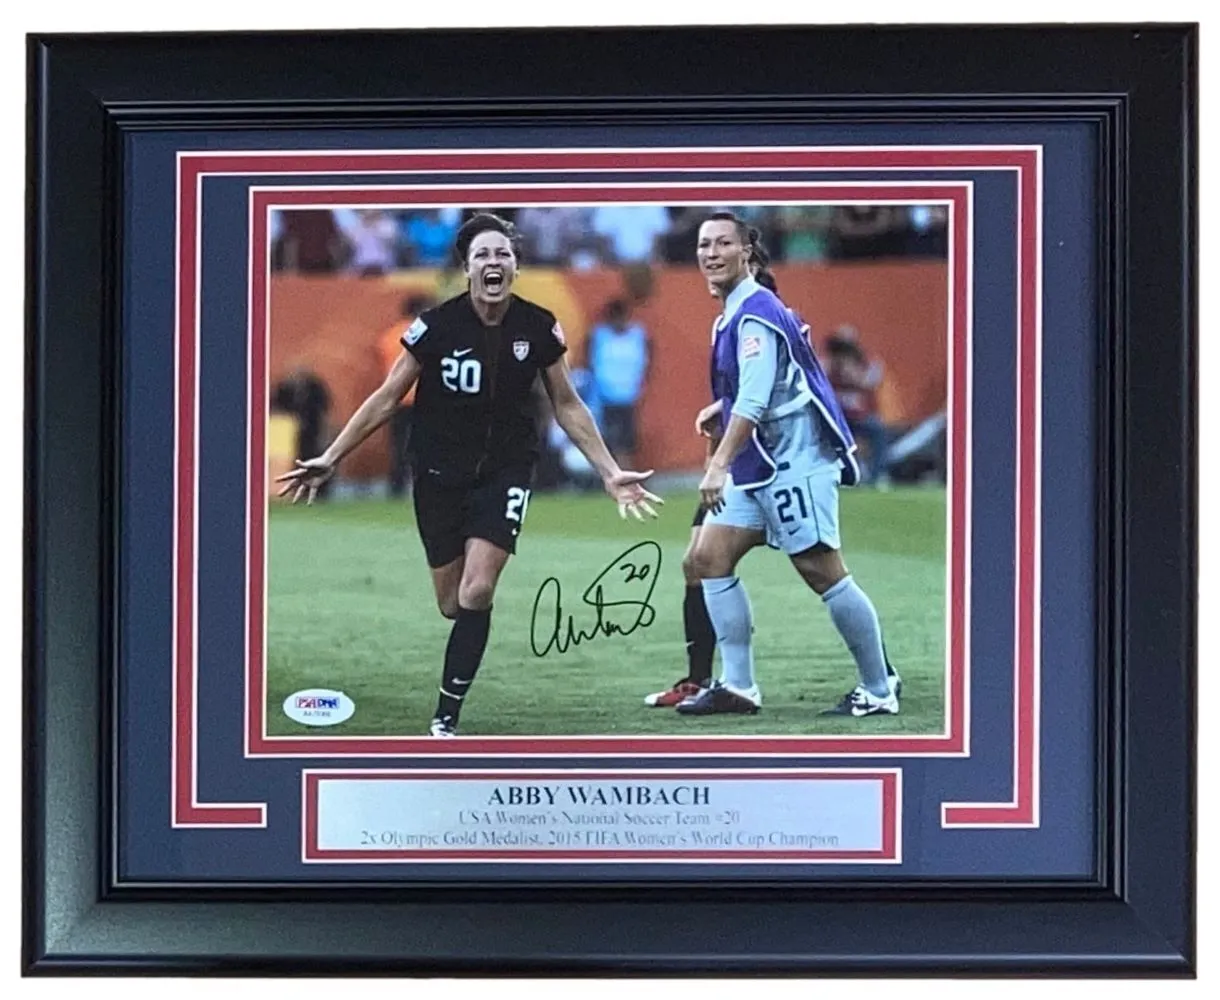 20
21
20
20
PSA DNA
ABBY WAMBACH
USA Women's National Soccer Team #20
2x Olympic Gold Medalist, 2015 FIFA Women's World Cup Champion